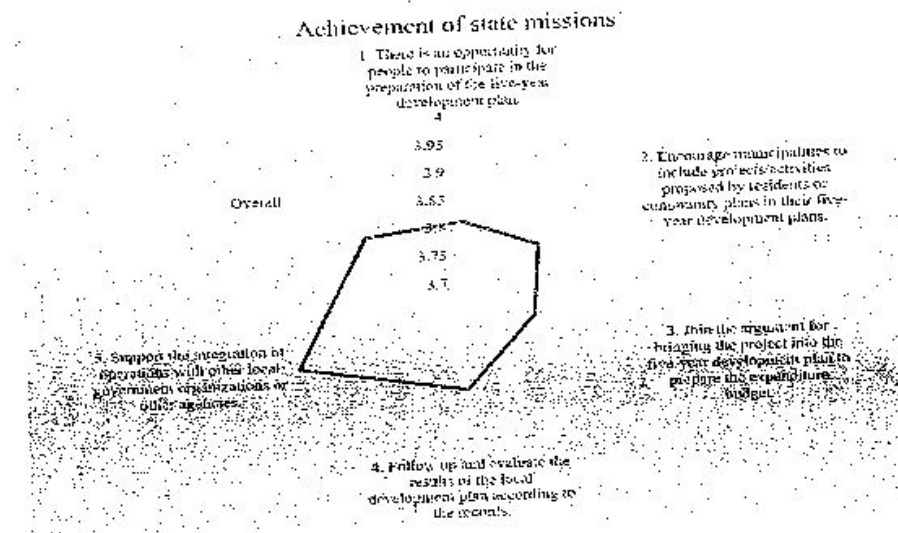 Achievement of state missions
1. There is an opportunity for
people to participate in the
preparation of the five-year
development plan.
4
3.95
3.9
3.85
3.8
3.75
3.7
2. Encourage municipalities to
include projects/activities
proposed by residents or
community plans in their five-
year development plans.
3. Join the argument for
bringing the project into the
five-year development plan to
prepare the expenditure
budget.
4. Follow up and evaluate the
results of the local
development plan according to
the records.
5. Support the integration of
operations with other local
government organizations or
other agencies.
Overall